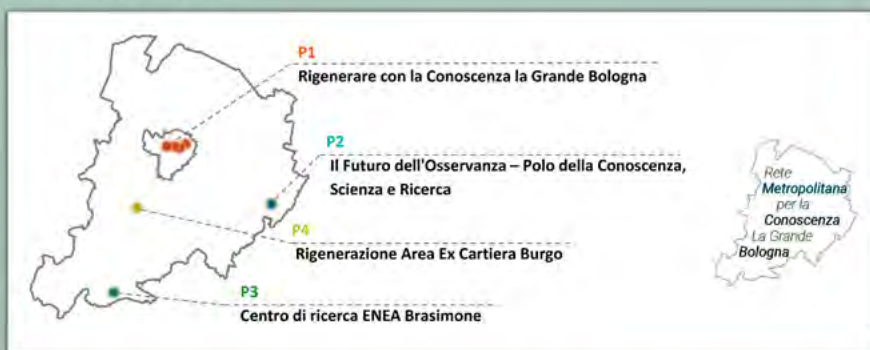 P1
Rigenerare con la Conoscenza la Grande Bologna
P2
Il Futuro dell'Osservanza – Polo della Conoscenza,
Scienza e Ricerca
P4
Rigenerazione Area Ex Cartiera Burgo
P3
Centro di ricerca ENEA Brasimone
Rete
Metropolitana
per la
Conoscenza
La Grande
Bologna